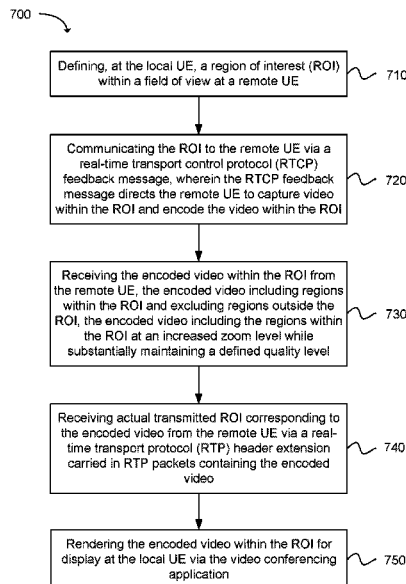 700
Defining, at the local UE, a region of interest (ROI)
within a field of view at a remote UE
710
Communicating the ROI to the remote UE via a
real-time transport control protocol (RTCP)
feedback message, wherein the RTCP feedback
message directs the remote UE to capture video
within the ROI and encode the video within the ROI
720
Receiving the encoded video within the ROI from
the remote UE, the encoded video including regions
within the ROI and excluding regions outside the
ROI, the encoded video including the regions within
the ROI at an increased zoom level while
substantially maintaining a defined quality level
730
Receiving actual transmitted ROI corresponding to
the encoded video from the remote UE via a real-
time transport protocol (RTP) header extension
carried in RTP packets containing the encoded
video
740
Rendering the encoded video within the ROI for
display at the local UE via the video conferencing
application
750